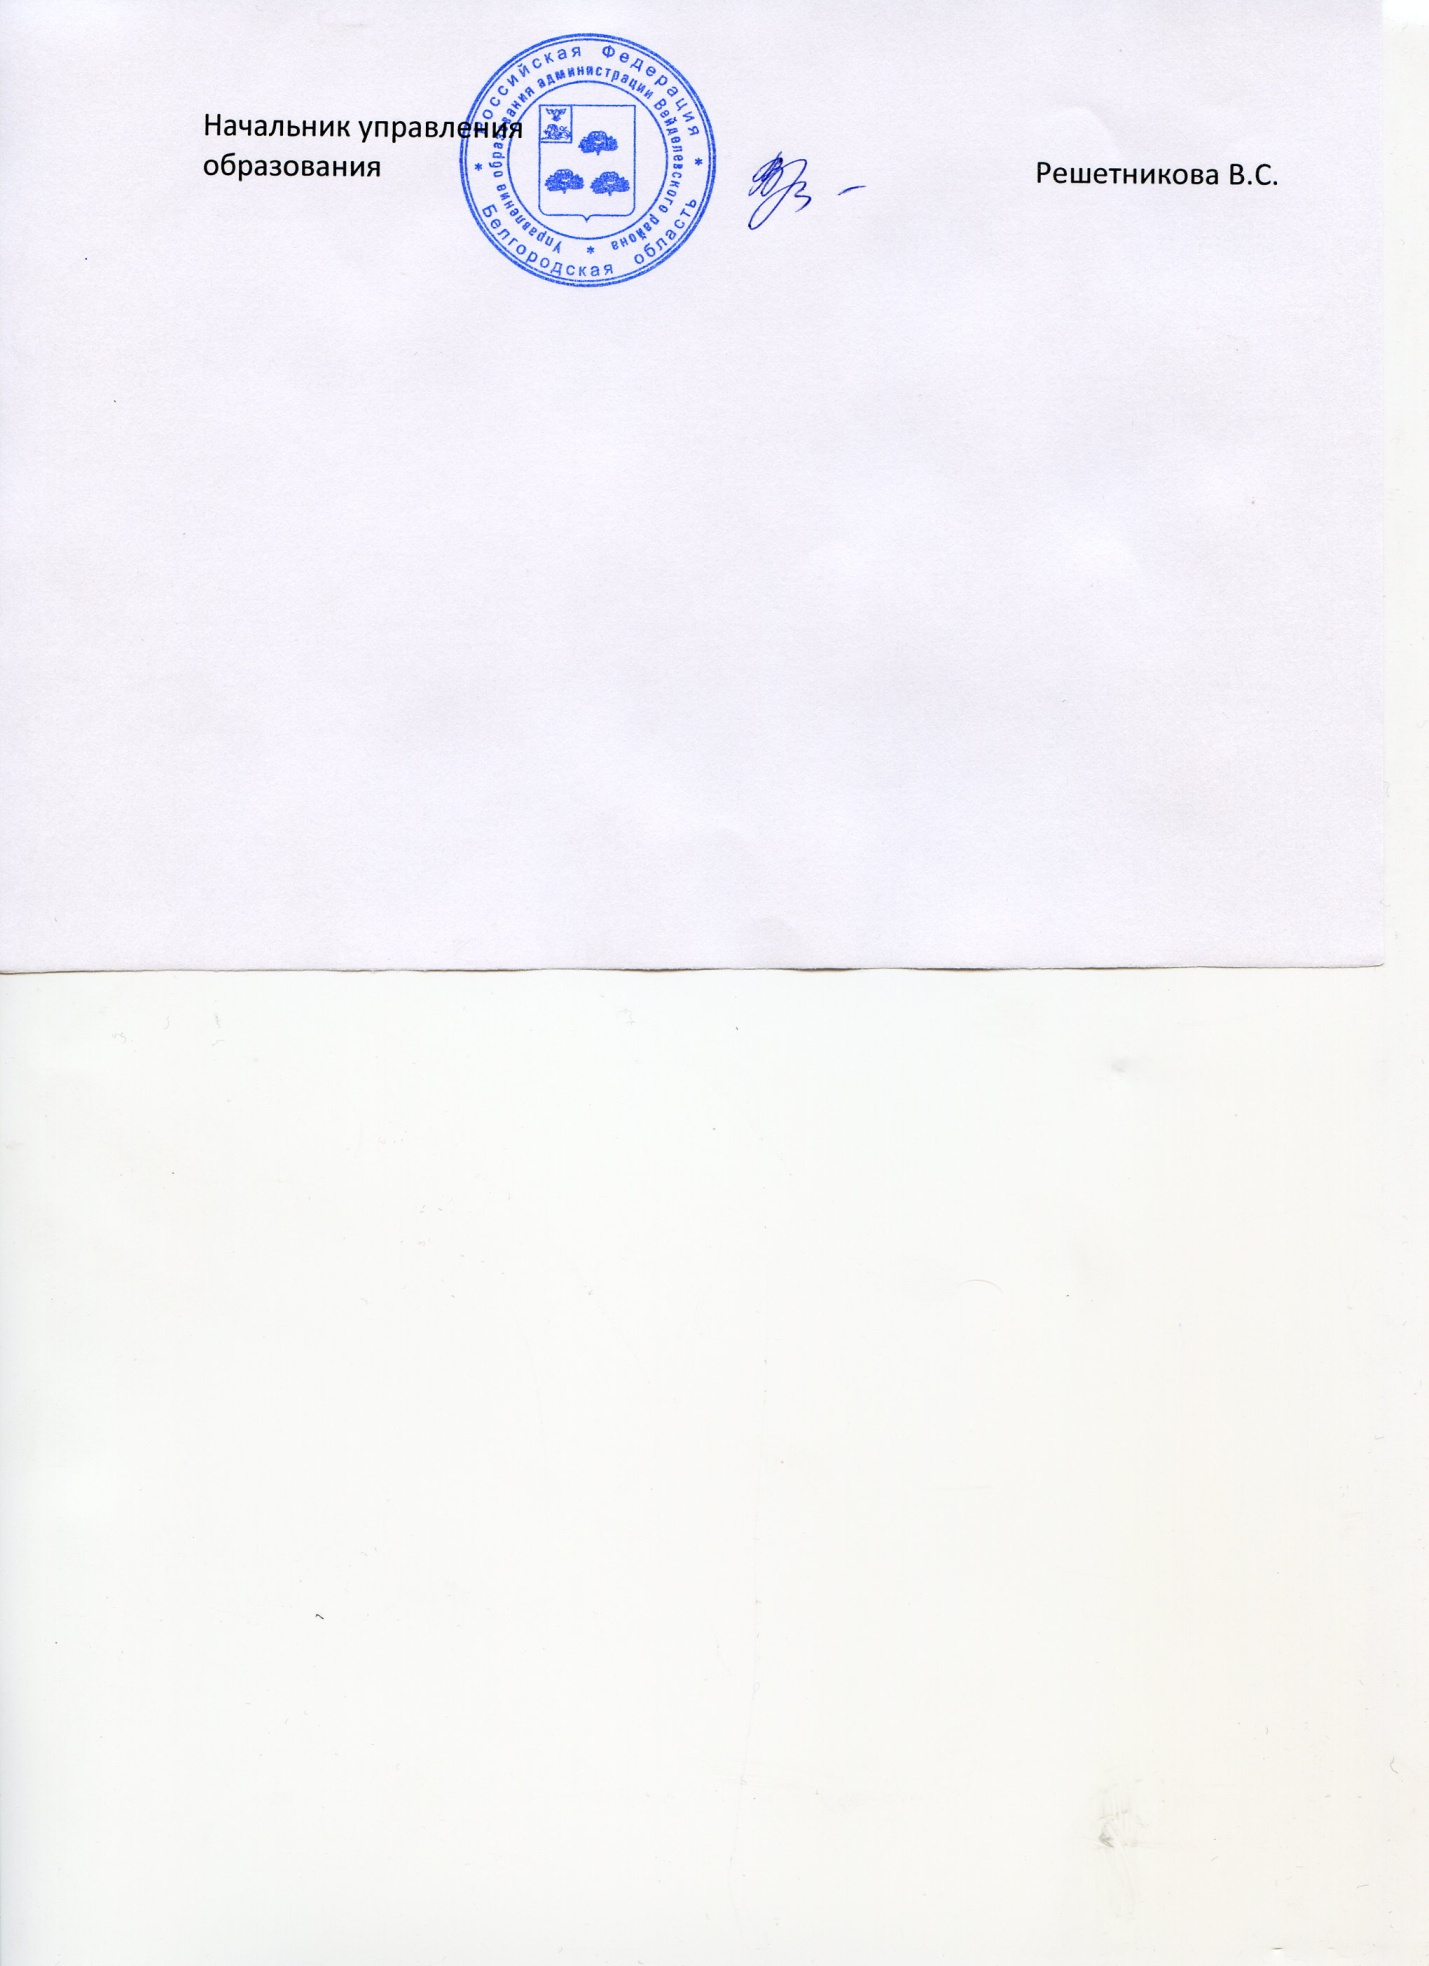 Начальник управления
образования
Решетникова В.С.
* Российская Федерация *
Белгородская область
Управление образования администрации Вейделевского района *